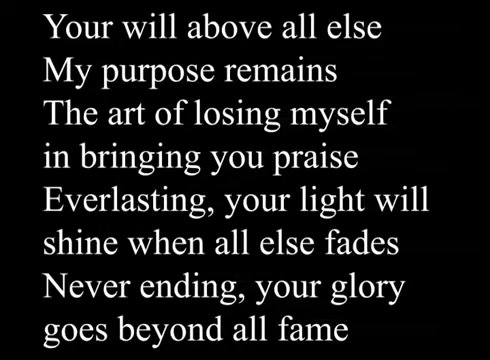 Your will above all else
My purpose remains
The art of losing myself
in bringing you praise
Everlasting, your light will
shine when all else fades
Never ending, your glory
goes beyond all fame